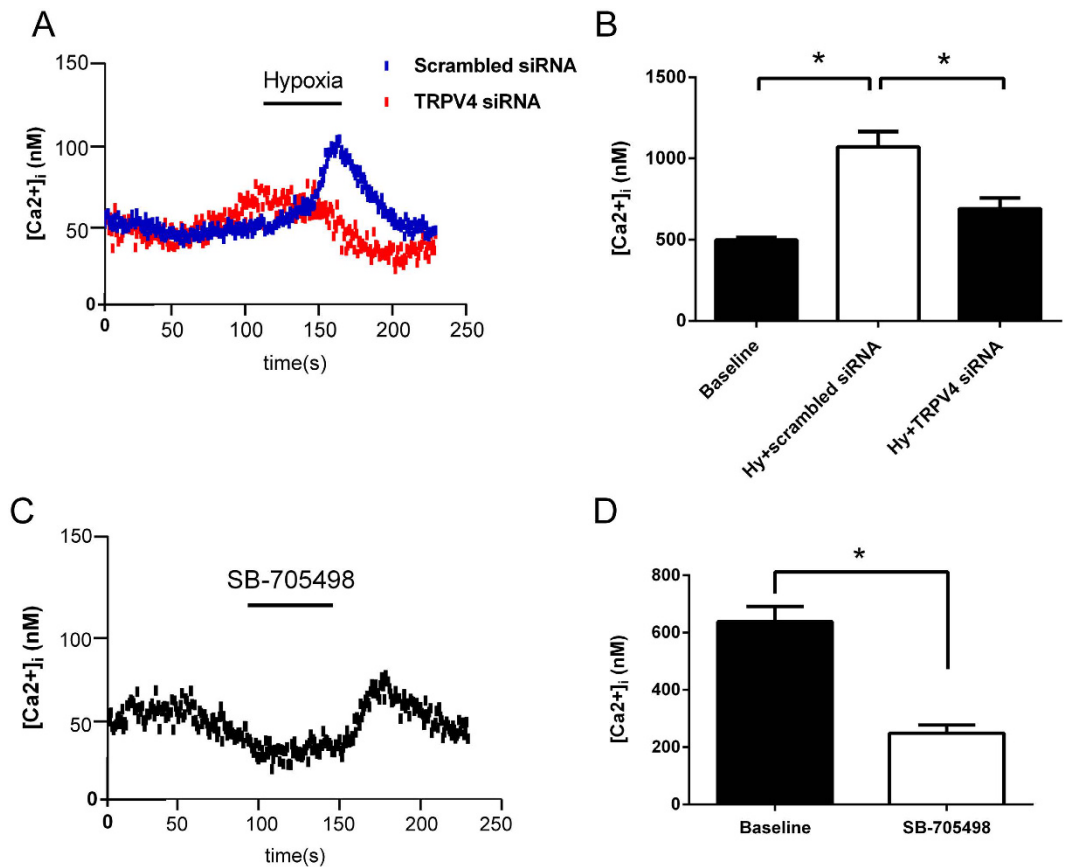 A
150
100
50
0
[Ca2+]i (nM)
Hypoxia
Scrambled siRNA
TRPV4 siRNA
0 50 100 150 200 250
time(s)
B
1500
1000
500
0
[Ca2+]i (nM)
* *
Baseline
Hy+scrambled siRNA
Hy+TRPV4 siRNA
C
150
100
50
0
[Ca2+]i (nM)
SB-705498
0 50 100 150 200 250
time(s)
D
800
600
400
200
0
[Ca2+]i (nM)
*
Baseline SB-705498